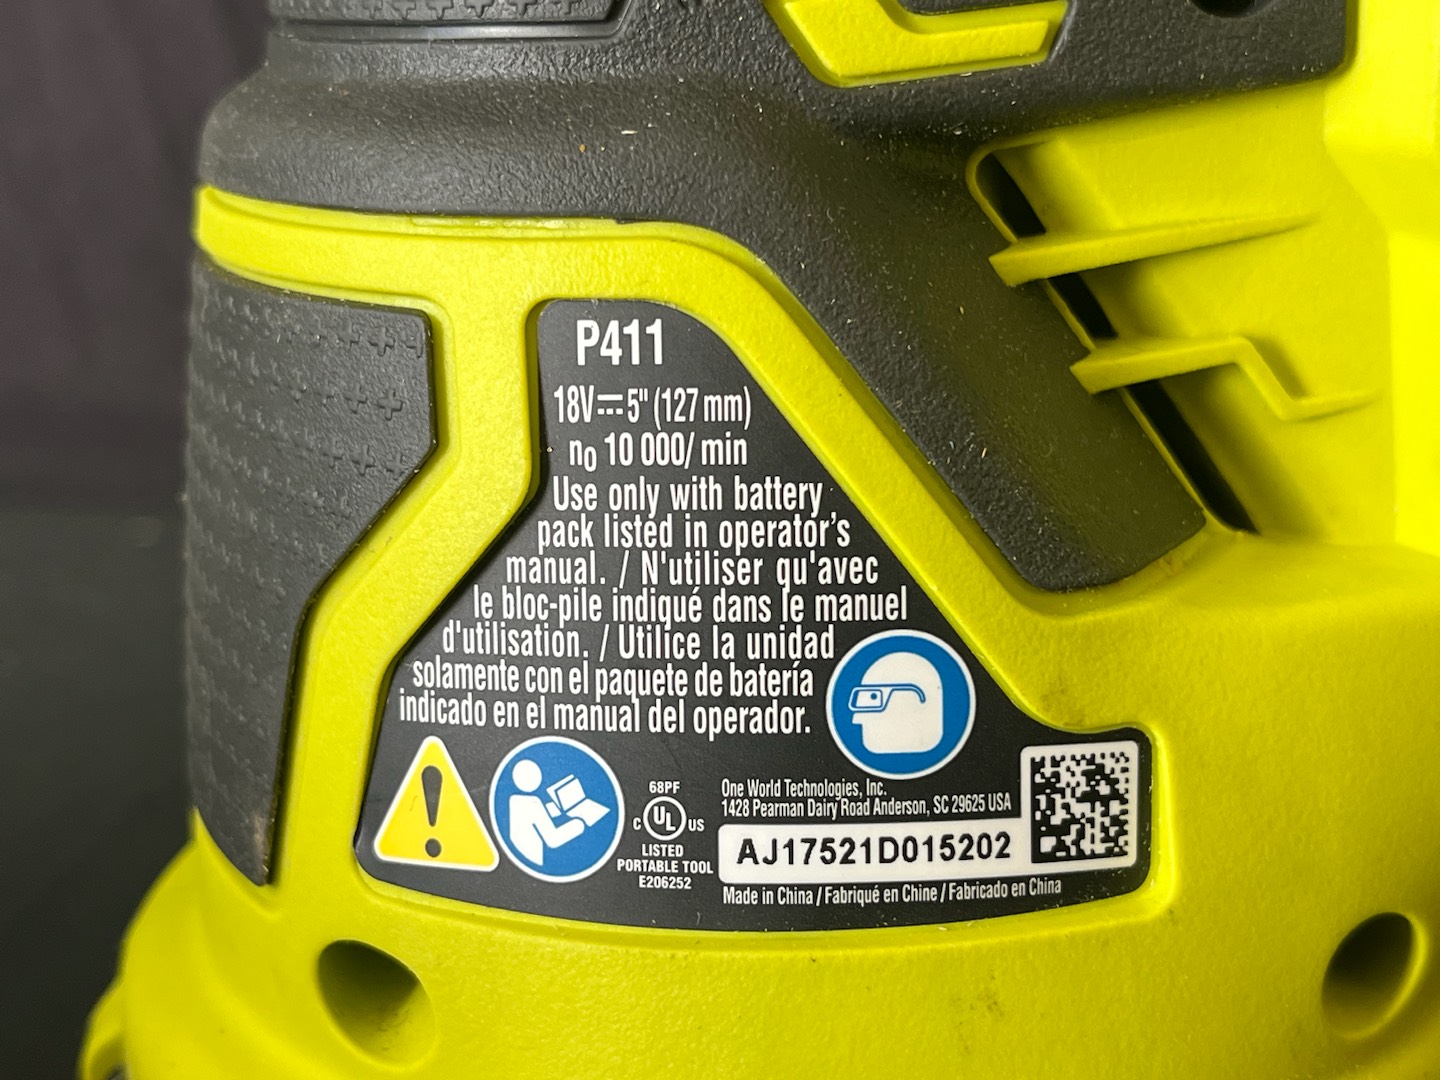 P411
18V⎓5" (127 mm)
n₀ 10 000/ min
Use only with battery
pack listed in operator's
manual. / N'utiliser qu'avec
le bloc-pile indiqué dans le manuel
d'utilisation. / Utilice la unidad
solamente con el paquete de batería
indicado en el manual del operador.
68PF
C UL US
LISTED
PORTABLE TOOL
E206252
One World Technologies, Inc.
1428 Pearman Dairy Road Anderson, SC 29625 USA
AJ17521D015202
Made in China / Fabriqué en Chine / Fabricado en China